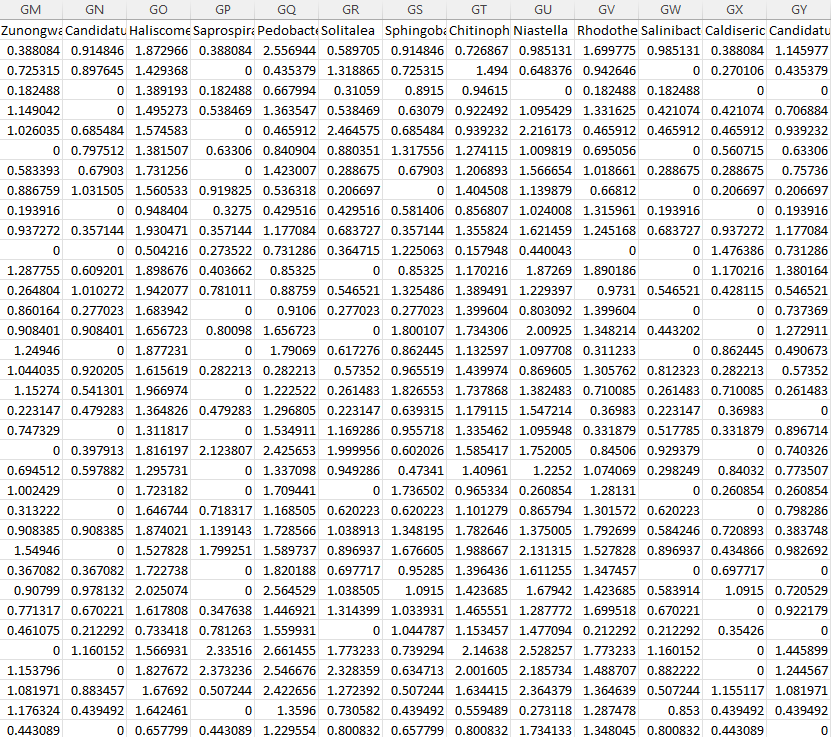 GM GN GO GP GQ GR GS GT GU GV GW GX GY
Zunongwa Candidatu Haliscome Saprospira Pedobacte Solitalea Sphingoba Chitinoph Niastella Rhodothe Salinibact Caldiseric Candidatu
0.388084 0.914846 1.872966 0.388084 2.556944 0.589705 0.914846 0.726867 0.985131 1.699775 0.985131 0.388084 1.145977
0.725315 0.897645 1.429368 0 0.435379 1.318865 0.725315 1.494 0.648376 0.942646 0 0.270106 0.435379
0.182488 0 1.389193 0.182488 0.667994 0.31059 0.8915 0.94615 0 0.182488 0.182488 0 0
1.149042 0 1.495273 0.538469 1.363547 0.538469 0.63079 0.922492 1.095429 1.331625 0.421074 0.421074 0.706884
1.026035 0.685484 1.574583 0 0.465912 2.464575 0.685484 0.939232 2.216173 0.465912 0.465912 0.465912 0.939232
0 0.797512 1.381507 0.63306 0.840904 0.880351 1.317556 1.274115 1.009819 0.695056 0 0.560715 0.63306
0.583393 0.67903 1.731256 0 1.423007 0.288675 0.67903 1.206893 1.566654 1.018661 0.288675 0.288675 0.75736
0.886759 1.031505 1.560533 0.919825 0.536318 0.206697 0 1.404508 1.139879 0.66812 0 0.206697 0.206697
0.193916 0 0.948404 0.3275 0.429516 0.429516 0.581406 0.856807 1.024008 1.315961 0.193916 0 0.193916
0.937272 0.357144 1.930471 0.357144 1.177084 0.683727 0.357144 1.355824 1.621459 1.245168 0.683727 0.937272 1.177084
0 0 0.504216 0.273522 0.731286 0.364715 1.225063 0.157948 0.440043 0 0 1.476386 0.731286
1.287755 0.609201 1.898676 0.403662 0.85325 0 0.85325 1.170216 1.87269 1.890186 0 1.170216 1.380164
0.264804 1.010272 1.942077 0.781011 0.88759 0.546521 1.325486 1.389491 1.229397 0.9731 0.546521 0.428115 0.546521
0.860164 0.277023 1.683942 0 0.9106 0.277023 0.277023 1.399604 0.803092 1.399604 0 0 0.737369
0.908401 0.908401 1.656723 0.80098 1.656723 0 1.800107 1.734306 2.00925 1.348214 0.443202 0 1.272911
1.24946 0 1.877231 0 1.79069 0.617276 0.862445 1.132597 1.097708 0.311233 0 0.862445 0.490673
1.044035 0.920205 1.615619 0.282213 0.282213 0.57352 0.965519 1.439974 0.869605 1.305762 0.812323 0.282213 0.57352
1.15274 0.541301 1.966974 0 1.222522 0.261483 1.826553 1.737868 1.382483 0.710085 0.261483 0.710085 0.261483
0.223147 0.479283 1.364826 0.479283 1.296805 0.223147 0.639315 1.179115 1.547214 0.36983 0.223147 0.36983 0
0.747329 0 1.311817 0 1.534911 1.169286 0.955718 1.335462 1.095948 0.331879 0.517785 0.331879 0.896714
0 0.397913 1.816197 2.123807 2.425653 1.999956 0.602026 1.585417 1.752005 0.84506 0.929379 0 0.740326
0.694512 0.597882 1.295731 0 1.337098 0.949286 0.47341 1.40961 1.2252 1.074069 0.298249 0.84032 0.773507
1.002429 0 1.723182 0 1.709441 0 1.736502 0.965334 0.260854 1.28131 0 0.260854 0.260854
0.313222 0 1.646744 0.718317 1.168505 0.620223 0.620223 1.101279 0.865794 1.301572 0.620223 0 0.798286
0.908385 0.908385 1.874021 1.139143 1.728566 1.038913 1.348195 1.782646 1.375005 1.792699 0.584246 0.720893 0.383748
1.54946 0 1.527828 1.799251 1.589737 0.896937 1.676605 1.988667 2.131315 1.527828 0.896937 0.434866 0.982692
0.367082 0.367082 1.722738 0 1.820188 0.697717 0.95285 1.396436 1.611255 1.347457 0 0.697717 0
0.90799 0.978132 2.025074 0 2.564529 1.038505 1.0915 1.423685 1.67942 1.423685 0.583914 1.0915 0.720529
0.771317 0.670221 1.617808 0.347638 1.446921 1.314399 1.033931 1.465551 1.287772 1.699518 0.670221 0 0.922179
0.461075 0.212292 0.733418 0.781263 1.559931 0 1.044787 1.153457 1.477094 0.212292 0.212292 0.35426 0
0 1.160152 1.566931 2.33516 2.661455 1.773233 0.739294 2.14638 2.528257 1.773233 1.160152 0 1.445899
1.153796 0 1.827672 2.373236 2.546676 2.328359 0.634713 2.001605 2.185734 1.488707 0.882222 0 1.244567
1.081971 0.883457 1.67692 0.507244 2.422656 1.272392 0.507244 1.634415 2.364379 1.364639 0.507244 1.155117 1.081971
1.176324 0.439492 1.642461 0 1.3596 0.730582 0.439492 0.559489 0.273118 1.287478 0.853 0.439492 0.439492
0.443089 0 0.657799 0.443089 1.229554 0.800832 0.657799 0.800832 1.734133 1.348045 0.800832 0.443089 0